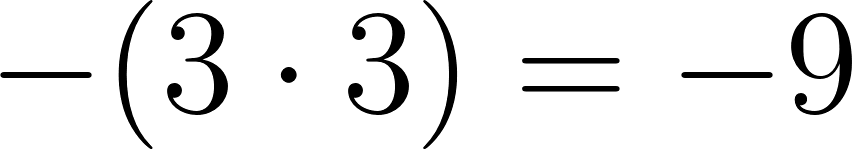 −(3 · 3) = −9